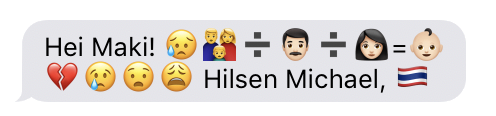 Hei Maki! 😥👨‍👩‍👦➗👨🏻➗👩🏻=👶🏻
💔😢😧😩 Hilsen Michael, 🇹🇭